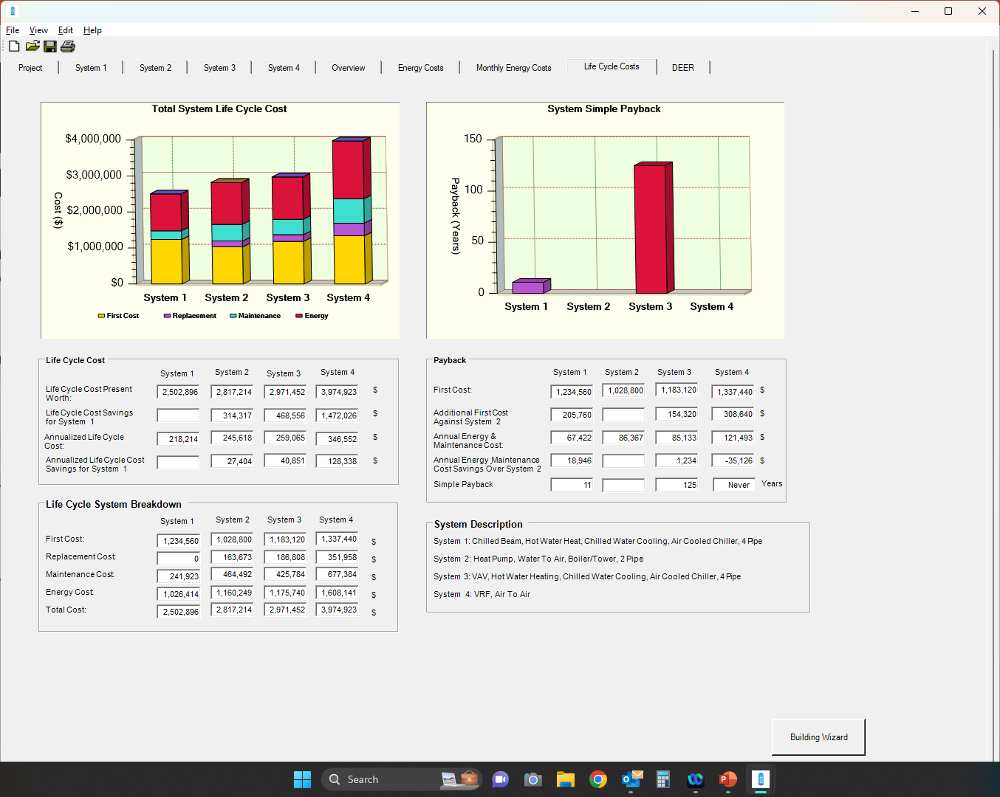 File View Edit Help
Project System 1 System 2 System 3 System 4 Overview Energy Costs Monthly Energy Costs Life Cycle Costs DEER
Total System Life Cycle Cost
$4,000,000
$3,000,000
$2,000,000
$1,000,000
$0
Cost ($)
System 1 System 2 System 3 System 4
First Cost Replacement Maintenance Energy
System Simple Payback
150
100
50
0
Payback (Years)
System 1 System 2 System 3 System 4
Life Cycle Cost
System 1 System 2 System 3 System 4
Life Cycle Cost Present
Worth: 2,502,896 2,817,214 2,971,452 3,974,923 $
Life Cycle Cost Savings
for System 1 314,317 468,556 1,472,026 $
Annualized Life Cycle
Cost: 218,214 245,618 259,065 346,552 $
Annualized Life Cycle Cost
Savings for System 1 27,404 40,851 128,338 $
Payback
System 1 System 2 System 3 System 4
First Cost: 1,234,560 1,028,800 1,183,120 1,337,440 $
Additional First Cost
Against System 2 205,760 154,320 308,640 $
Annual Energy &
Maintenance Cost: 67,422 86,367 85,133 121,493 $
Annual Energy Maintenance
Cost Savings Over System 2 18,946 1,234 -35,126 $
Simple Payback 11 125 Never Years
Life Cycle System Breakdown
System 1 System 2 System 3 System 4
First Cost: 1,234,560 1,028,800 1,183,120 1,337,440 $
Replacement Cost 0 163,673 186,808 351,958 $
Maintenance Cost 241,923 464,492 425,784 677,384 $
Energy Cost 1,026,414 1,160,249 1,175,740 1,608,141 $
Total Cost: 2,502,896 2,817,214 2,971,452 3,974,923 $
System Description
System 1: Chilled Beam, Hot Water Heat, Chilled Water Cooling, Air Cooled Chiller, 4 Pipe
System 2: Heat Pump, Water To Air, Boiler/Tower, 2 Pipe
System 3: VAV, Hot Water Heating, Chilled Water Cooling, Air Cooled Chiller, 4 Pipe
System 4: VRF, Air To Air
Building Wizard
Search